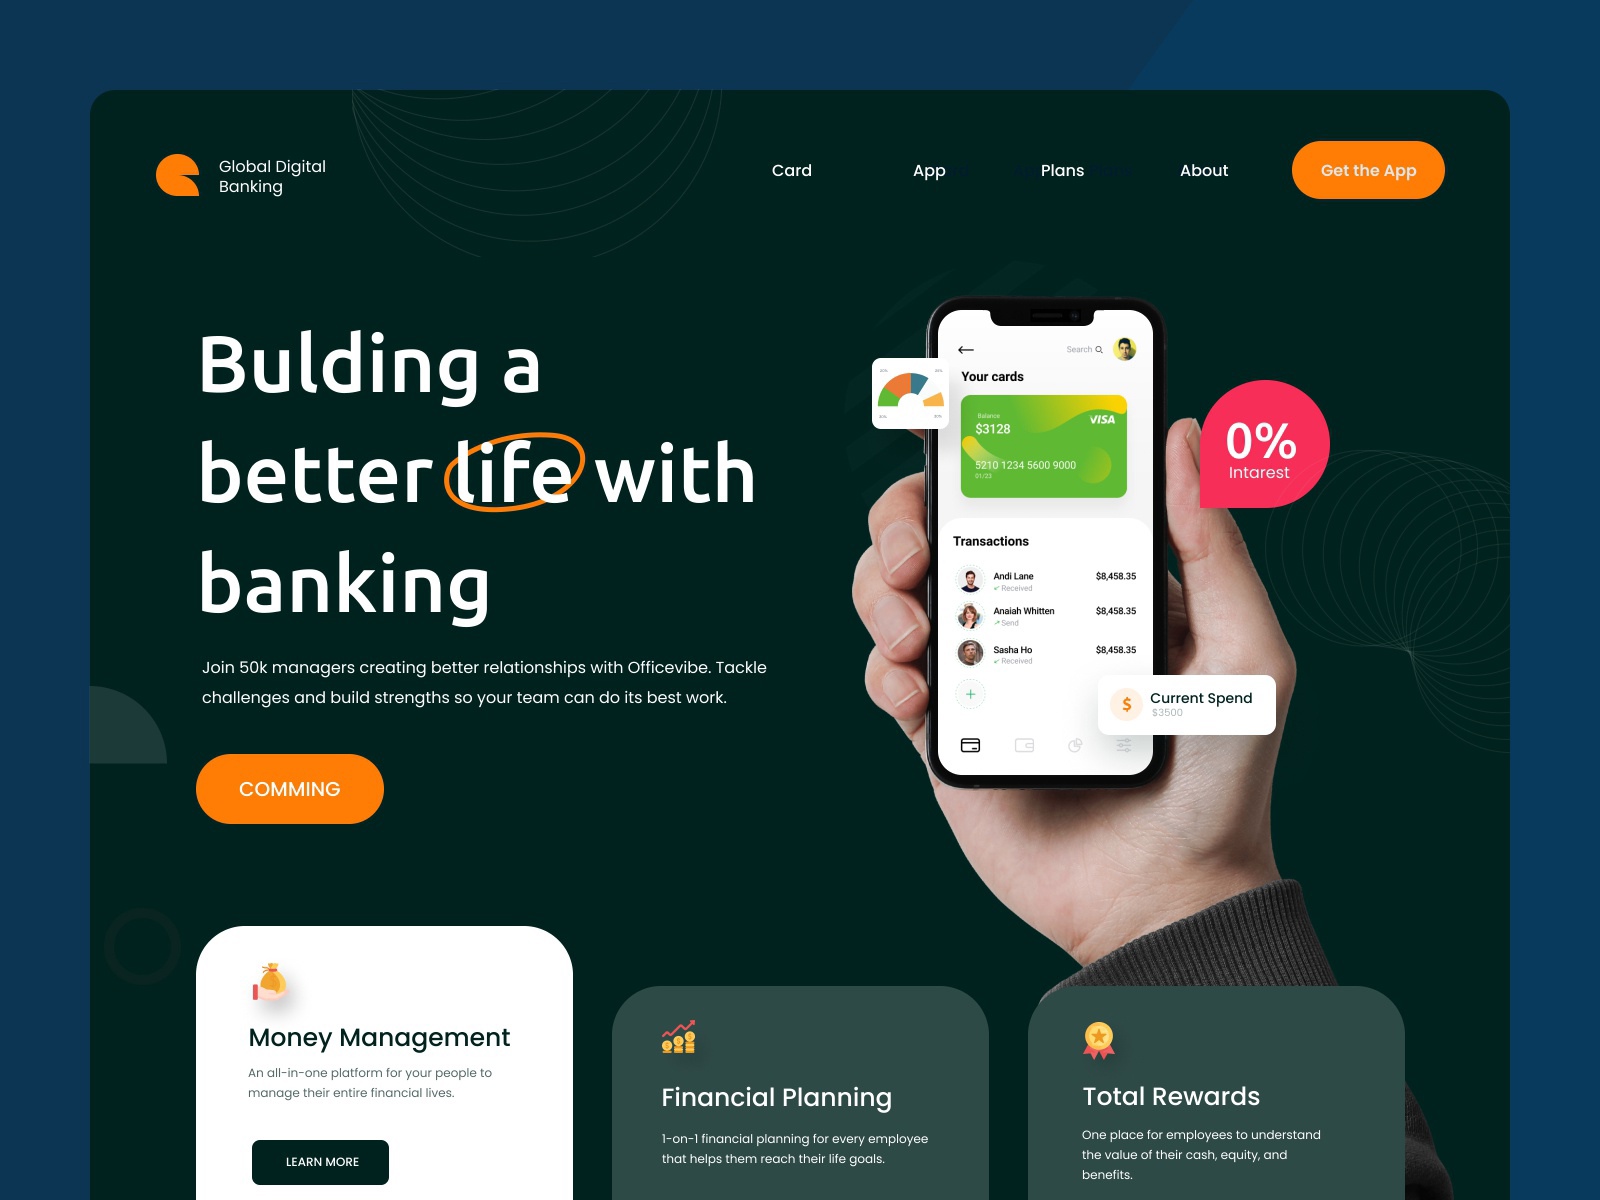 Global Digital
Banking
Card
App
Plans
About
Get the App
Bulding a
better life with
banking
Join 50k managers creating better relationships with Officevibe. Tackle
challenges and build strengths so your team can do its best work.
COMMING
Search
Your cards
Balance
$3128
VISA
5210 1234 5600 9000
01/23
Transactions
Andi Lane
$8,458.35
Received
Anaiah Whitten
$8,458.35
Send
Sasha Ho
$8,458.35
Received
0%
Intarest
$
Current Spend
$3500
Money Management
An all-in-one platform for your people to
manage their entire financial lives.
LEARN MORE
Financial Planning
1-on-1 financial planning for every employee
that helps them reach their life goals.
Total Rewards
One place for employees to understand
the value of their cash, equity, and
benefits.